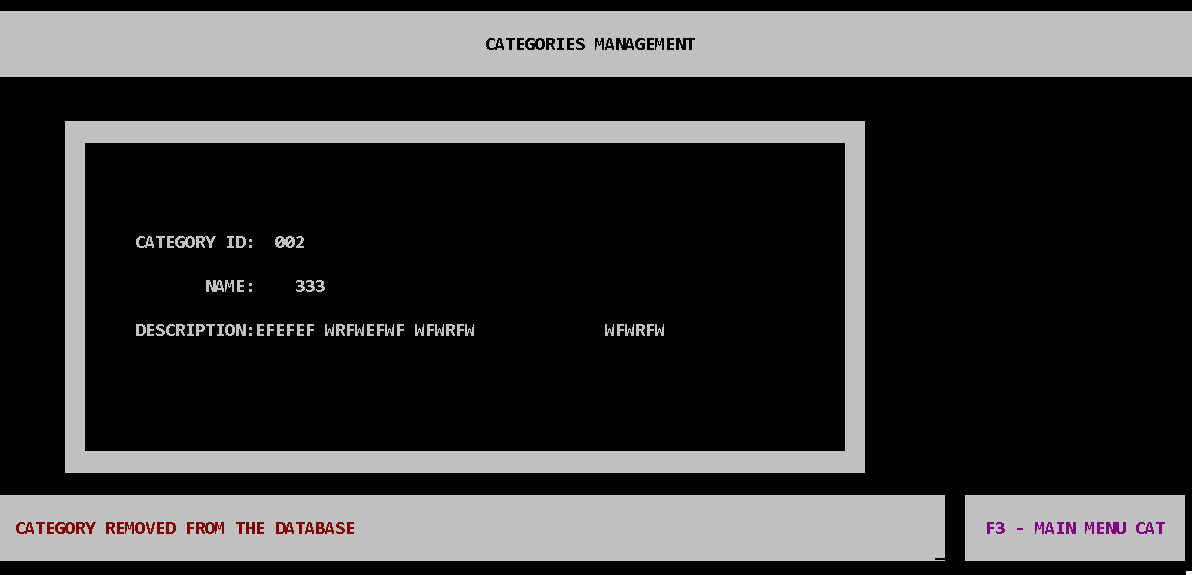 CATEGORIES MANAGEMENT
CATEGORY ID: 002
NAME: 333
DESCRIPTION:EFEFEF WRFWEFWF WFWRFW WFWRFW
CATEGORY REMOVED FROM THE DATABASE
F3 - MAIN MENU CAT